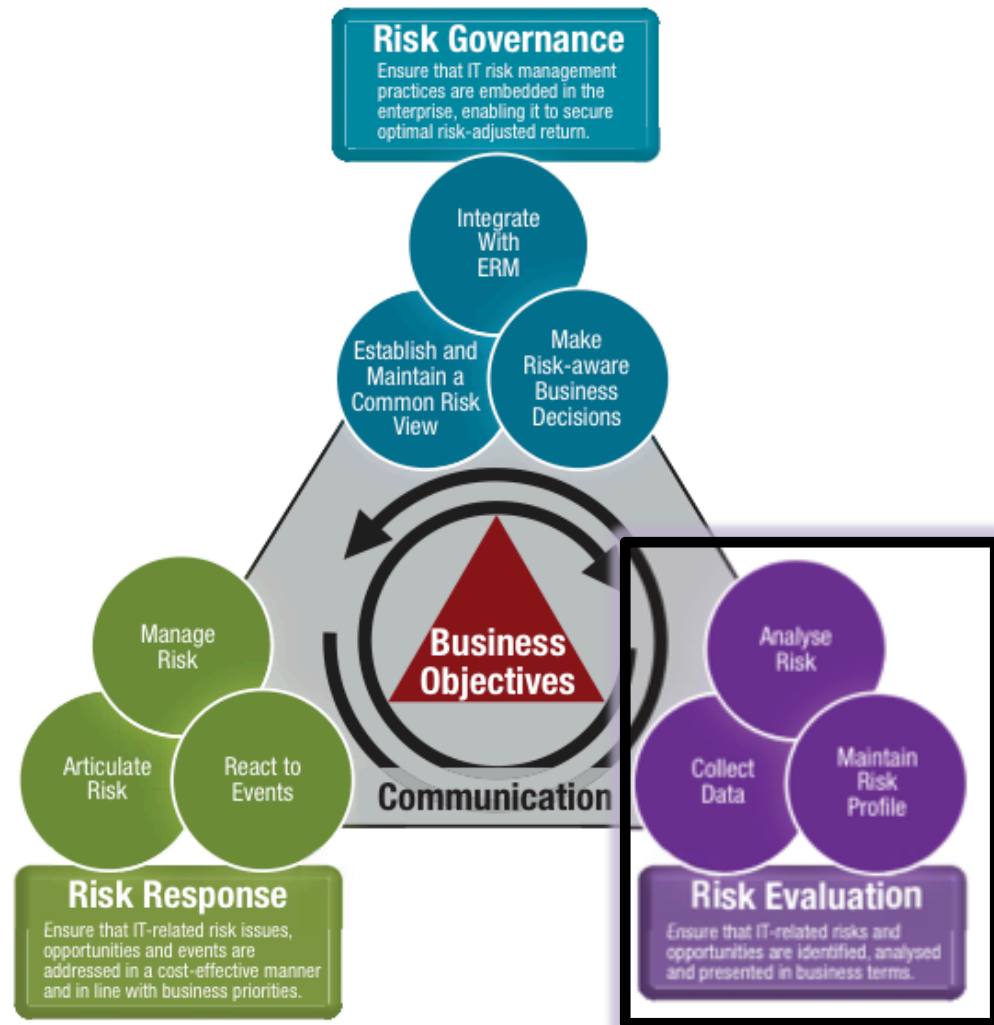 Risk Governance
Ensure that IT risk management
practices are embedded in the
enterprise, enabling it to secure
optimal risk-adjusted return.
Integrate
With
ERM
Establish and
Maintain a
Common Risk
View
Make
Risk-aware
Business
Decisions
Business
Objectives
Communication
Manage
Risk
Articulate
Risk
React to
Events
Risk Response
Ensure that IT-related risk issues,
opportunities and events are
addressed in a cost-effective manner
and in line with business priorities.
Analyse
Risk
Collect
Data
Maintain
Risk
Profile
Risk Evaluation
Ensure that IT-related risks and
opportunities are identified, analysed
and presented in business terms.